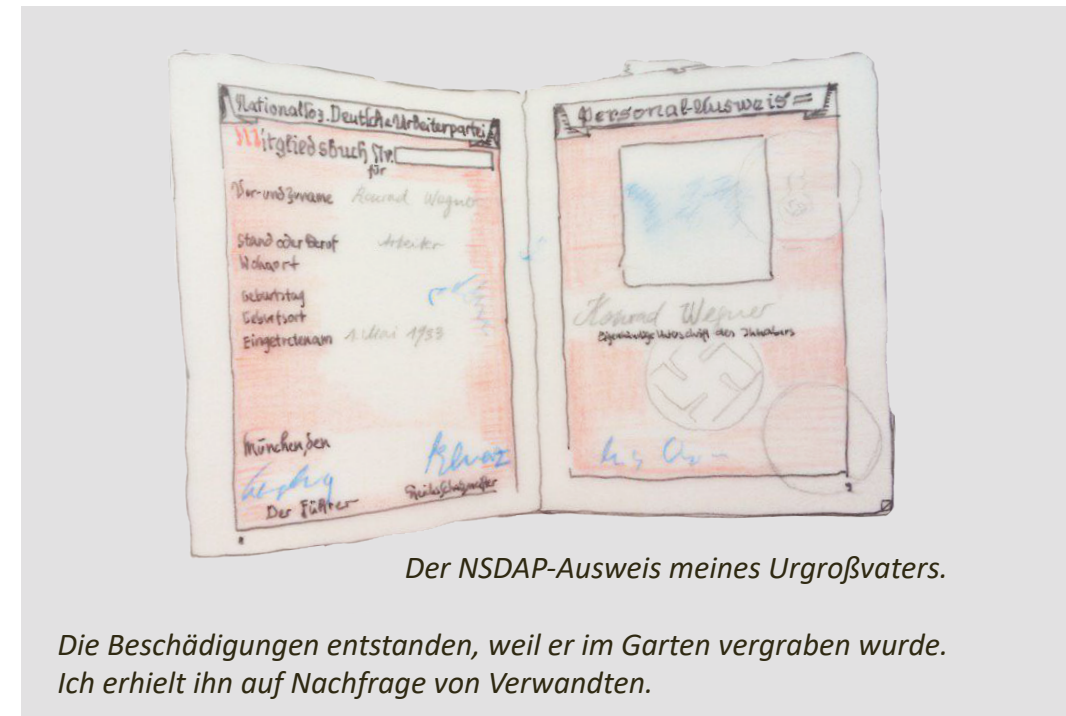 Nationalsoz. Deutsche Arbeiterpartei
Mitgliedsbuch Nr.
für
Vor- und Zuname Konrad Wegner
Stand oder Beruf Arbeiter
Wohnort
Geburtstag
Geburtsort
Eingetreten am 1. Mai 1933
München, den
Der Führer
Reichsschatzmeister
2
Personal-Ausweis
Konrad Wegner
Eigenhändige Unterschrift des Inhabers
3
Der NSDAP-Ausweis meines Urgroßvaters.
Die Beschädigungen entstanden, weil er im Garten vergraben wurde.
Ich erhielt ihn auf Nachfrage von Verwandten.